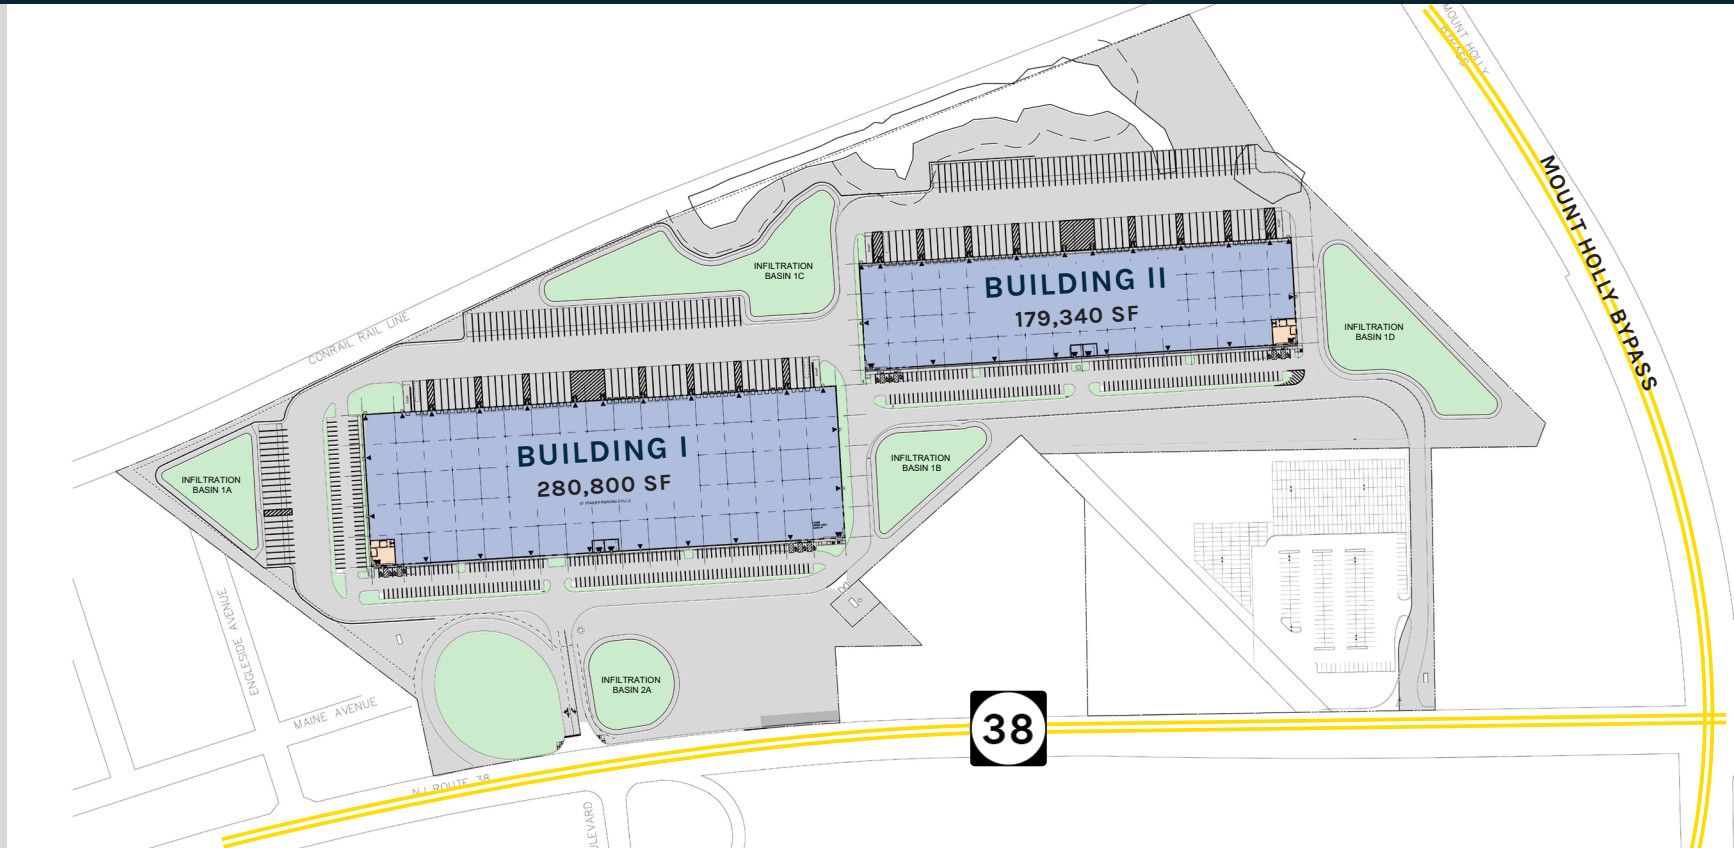 MOUNT HOLLY
BYPASS
MOUNT HOLLY BYPASS
INFILTRATION
BASIN 1C
BUILDING II
179,340 SF
INFILTRATION
BASIN 1D
CONRAIL RAIL LINE
BUILDING I
280,800 SF
INFILTRATION
BASIN 1B
INFILTRATION
BASIN 1A
ENGLESIDE AVENUE
INFILTRATION
BASIN 2A
MAINE AVENUE
38
NJ ROUTE 38